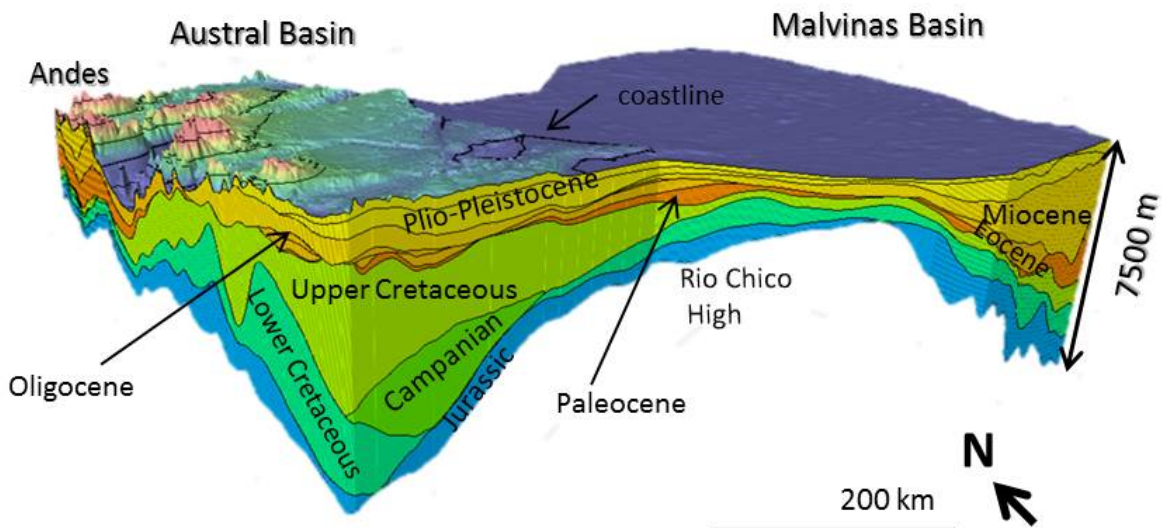 Austral Basin
Malvinas Basin
Andes
coastline
Plio-Pleistocene
Miocene
Eocene
7500 m
Upper Cretaceous
Rio Chico
High
Lower Cretaceous
Campanian
Jurassic
Oligocene
Paleocene
N
200 km